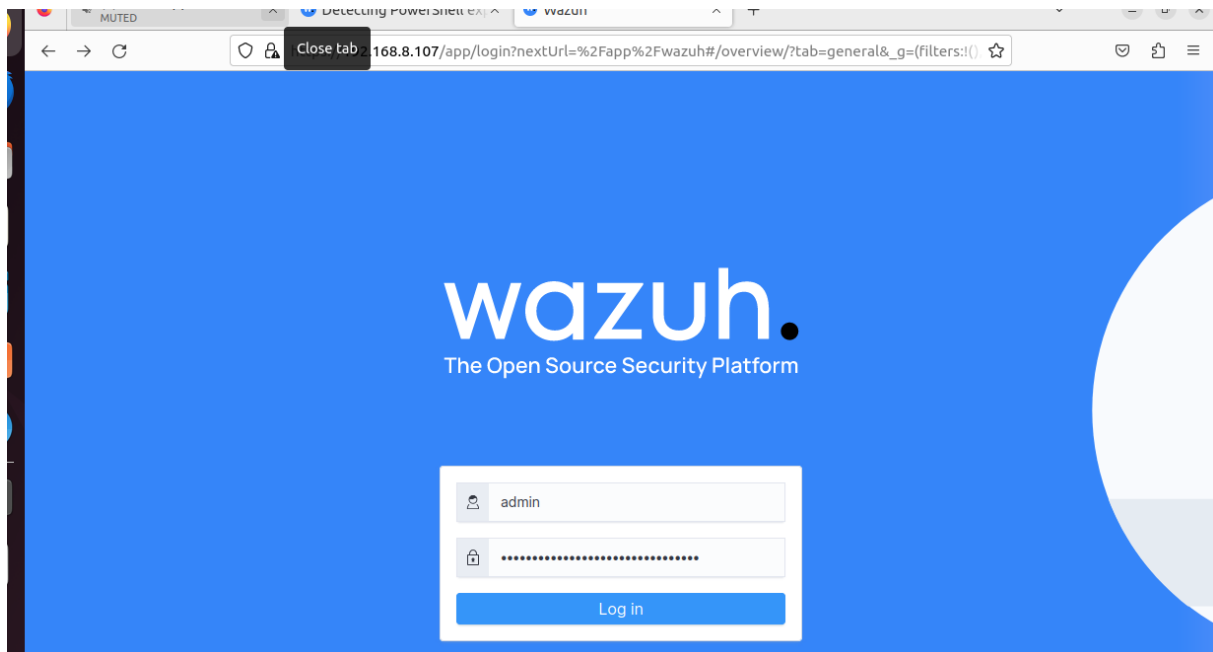 MUTED
Detecting PowerShell ex
Wazuh
Close tab
.168.8.107/app/login?nextUrl=%2Fapp%2Fwazuh#/overview/?tab=general&_g=(filters:!()
wazuh.
The Open Source Security Platform
admin
Log in